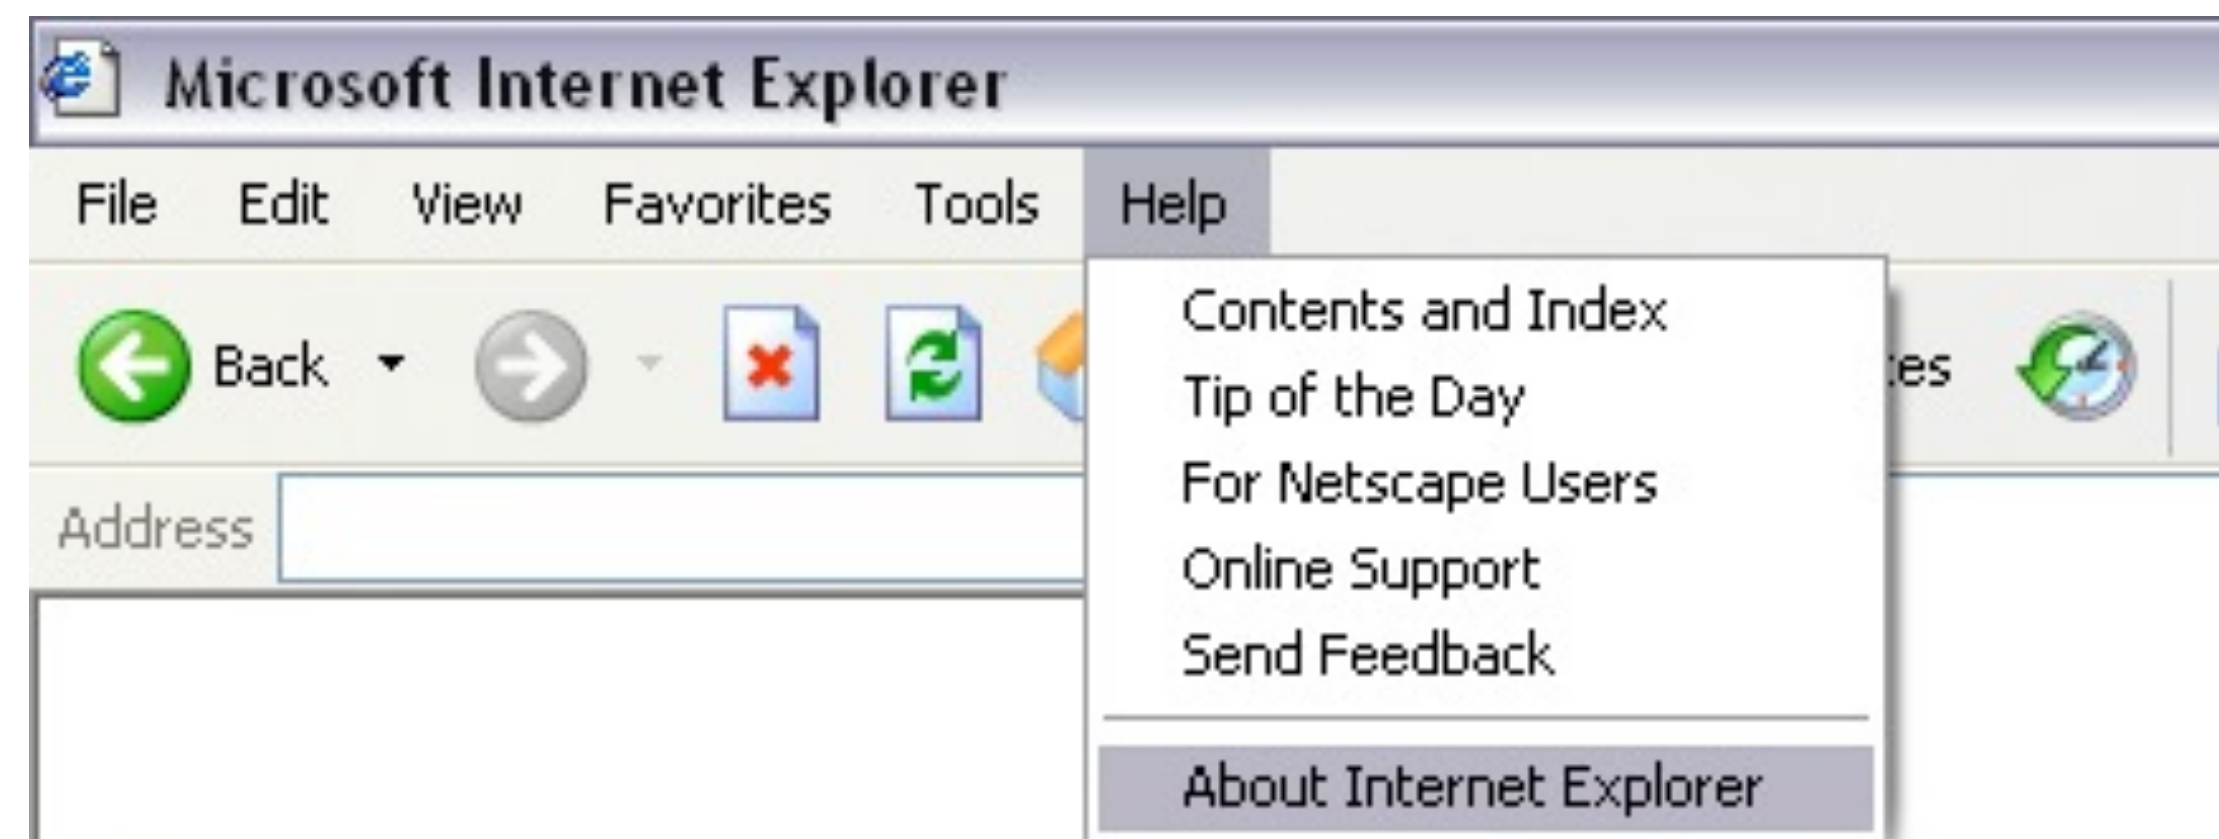 Microsoft Internet Explorer
File Edit View Favorites Tools Help
Back
Address
Contents and Index
Tip of the Day
For Netscape Users
Online Support
Send Feedback
About Internet Explorer